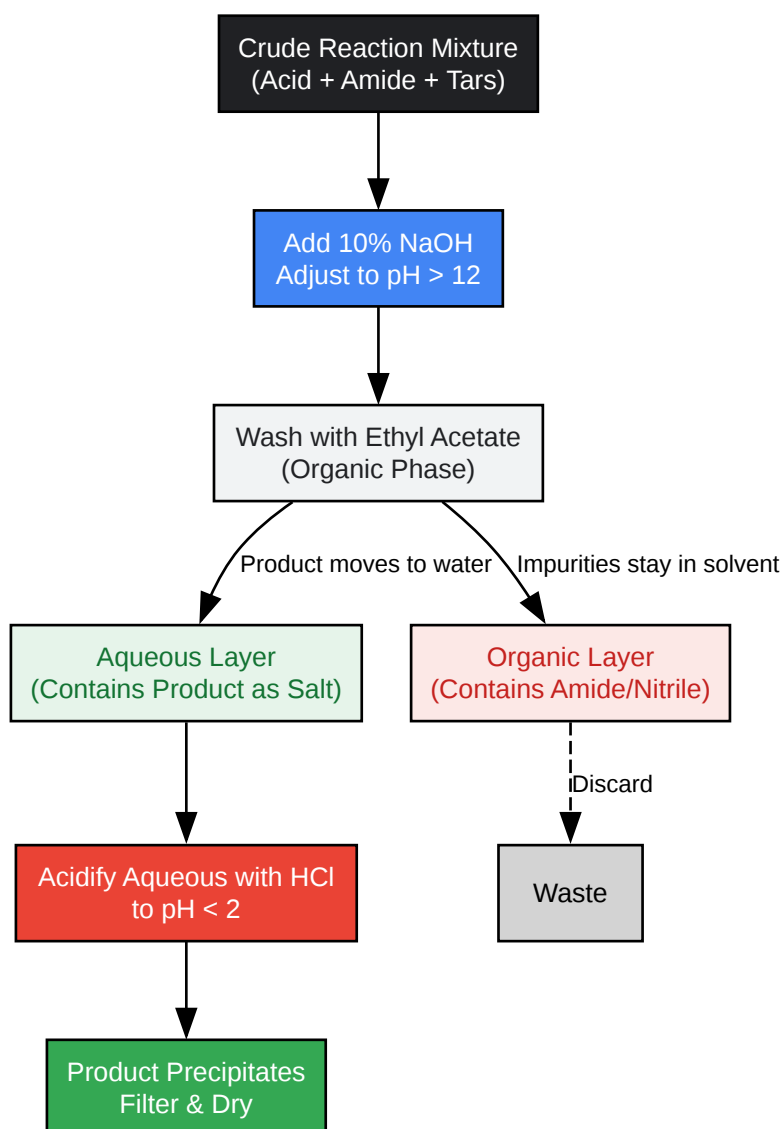 Crude Reaction Mixture
(Acid + Amide + Tars)
Add 10% NaOH
Adjust to pH > 12
Wash with Ethyl Acetate
(Organic Phase)
Product moves to water
Impurities stay in solvent
Aqueous Layer
(Contains Product as Salt)
Organic Layer
(Contains Amide/Nitrile)
Discard
Acidify Aqueous with HCl
to pH < 2
Waste
Product Precipitates
Filter & Dry